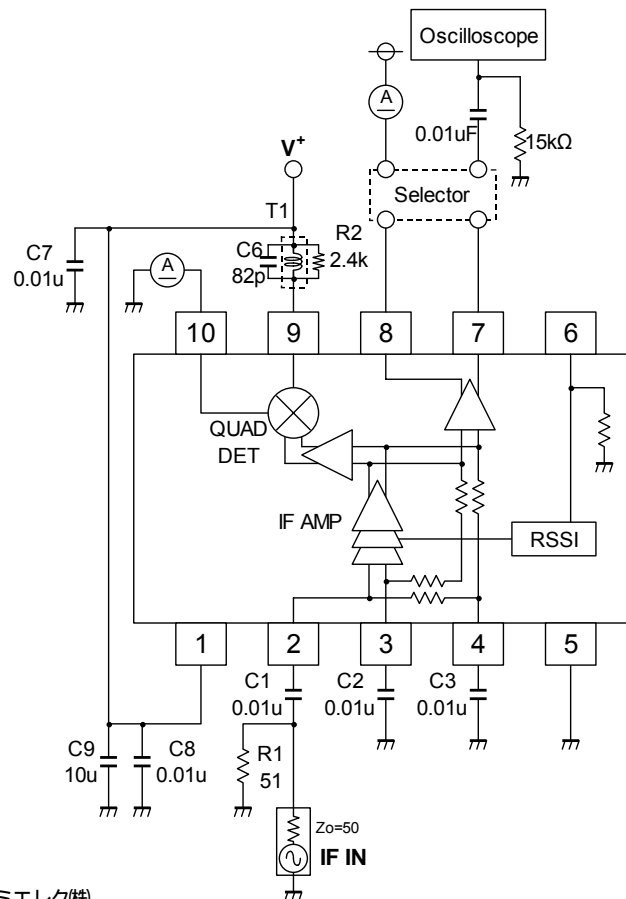 Oscilloscope
A
0.01uF
15kΩ
V+
Selector
T1
R2
C6
2.4k
82p
C7
0.01u
A
10
9
8
7
6
QUAD
DET
IF AMP
RSSI
1
2
3
4
5
C1
0.01u
C2
0.01u
C3
0.01u
C9
10u
C8
0.01u
R1
51
Zo=50
IF IN